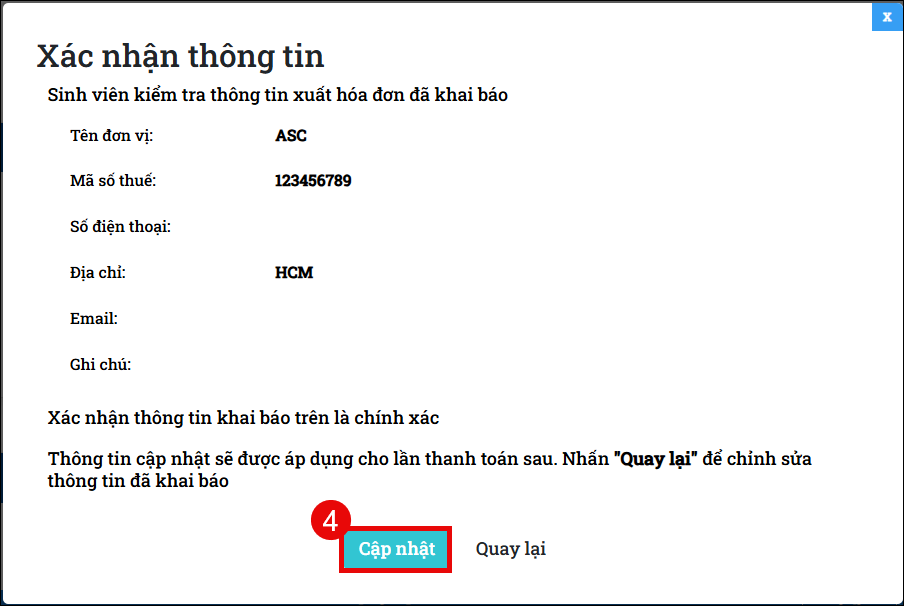 x
Xác nhận thông tin
Sinh viên kiểm tra thông tin xuất hóa đơn đã khai báo
Tên đơn vị: ASC
Mã số thuế: 123456789
Số điện thoại:
Địa chỉ: HCM
Email:
Ghi chú:
Xác nhận thông tin khai báo trên là chính xác
Thông tin cập nhật sẽ được áp dụng cho lần thanh toán sau. Nhấn "Quay lại" để chỉnh sửa
thông tin đã khai báo
4
Cập nhật Quay lại